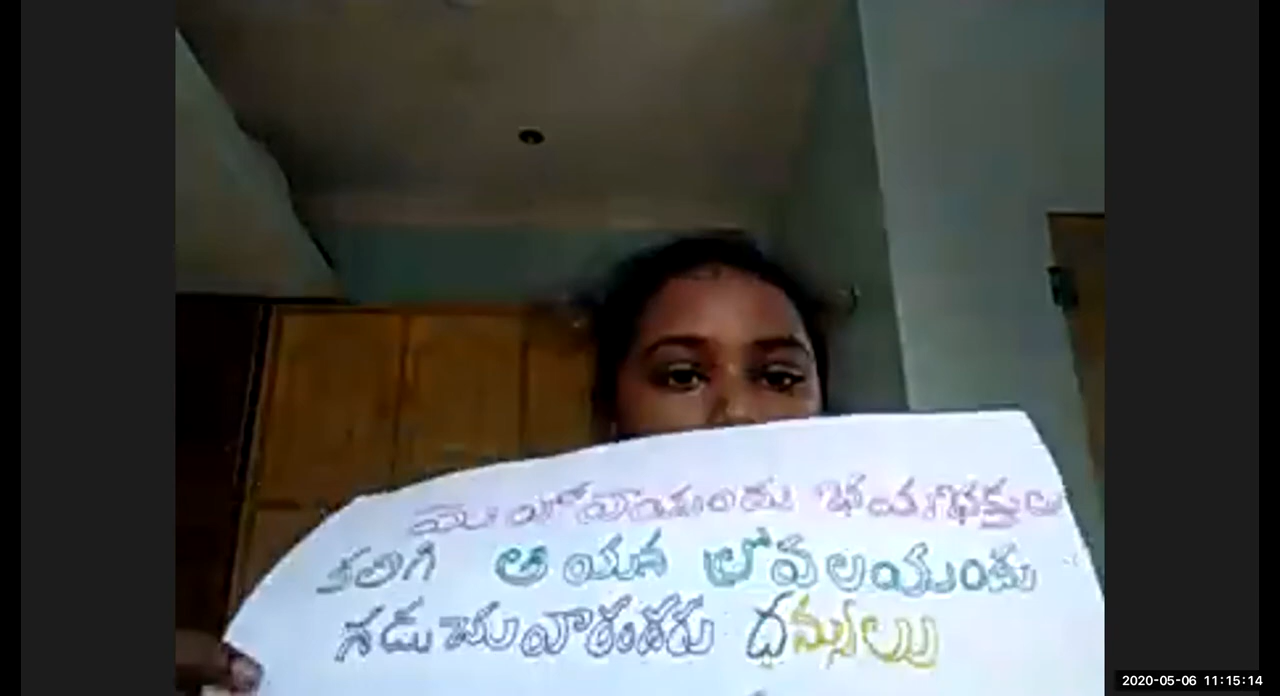 యెహోవాయందు భయభక్తులు
కలిగి ఆయన త్రోవలయందు
నడుచువారందరు ధన్యులు
2020-05-06 11:15:14